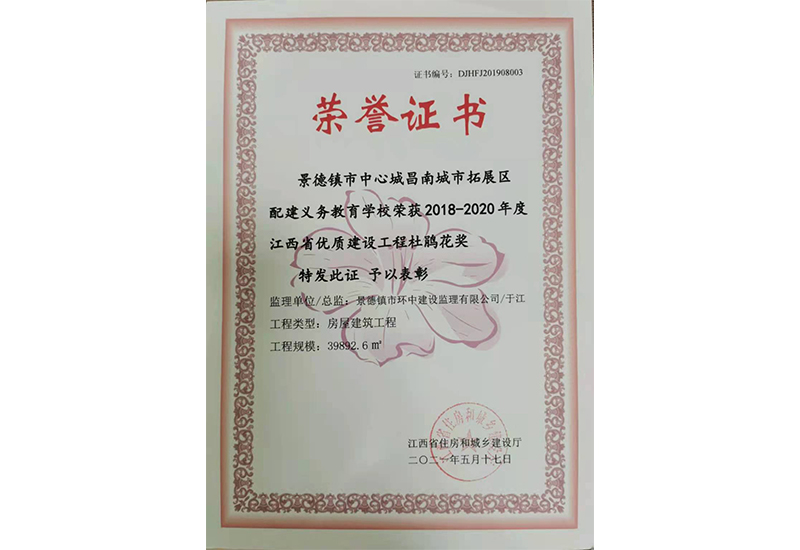 证书编号：DJHFJ201908003
荣誉证书
景德镇市中心城昌南城市拓展区
配建义务教育学校荣获2018-2020年度
江西省优质建设工程杜鹃花奖
特发此证 予以表彰
监理单位/总监：景德镇市环中建设监理有限公司/于江
工程类型：房屋建筑工程
工程规模：39892.6㎡
江西省住房和城乡建设厅
二〇二一年五月十七日